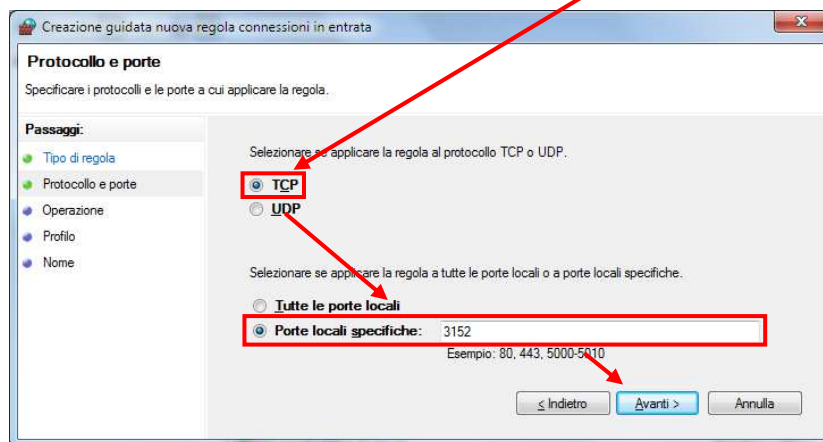 Creazione guidata nuova regola connessioni in entrata
Protocollo e porte
Specificare i protocolli e le porte a cui applicare la regola.
Passaggi:
Tipo di regola
Protocollo e porte
Operazione
Profilo
Nome
Selezionare se applicare la regola al protocollo TCP o UDP.
TCP
UDP
Selezionare se applicare la regola a tutte le porte locali o a porte locali specifiche.
Tutte le porte locali
Porte locali specifiche: 3152
Esempio: 80, 443, 5000-5010
< Indietro Avanti > Annulla